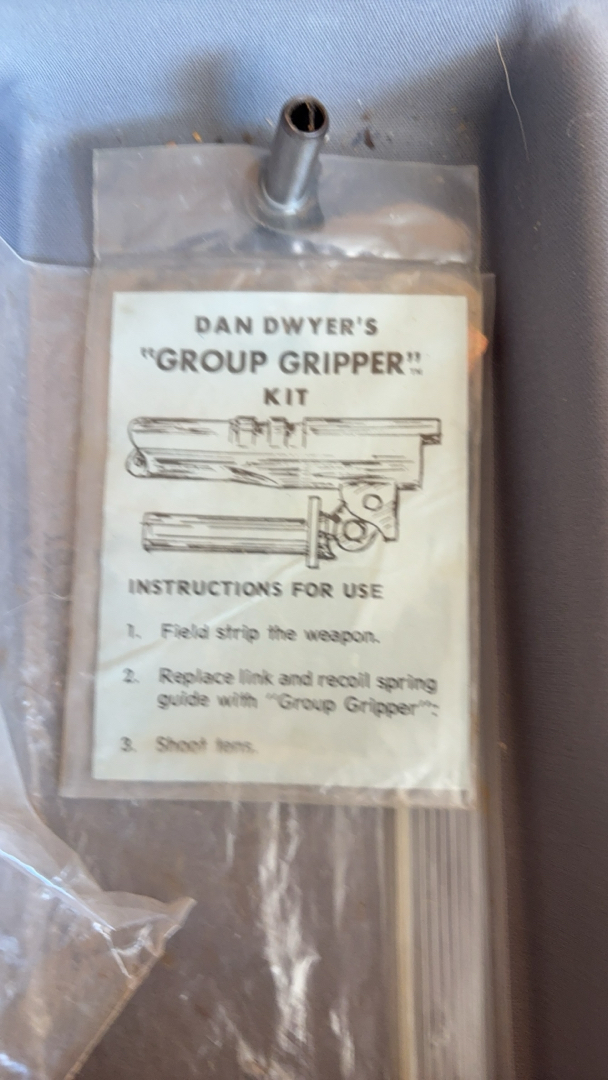 DAN DWYER'S
"GROUP GRIPPER"™
KIT
INSTRUCTIONS FOR USE
1. Field strip the weapon.
2. Replace link and recoil spring
guide with "Group Gripper".
3. Shoot tens.